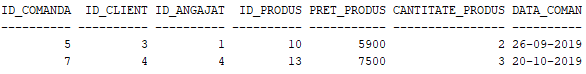 ID_COMANDA ID_CLIENT ID_ANGAJAT ID_PRODUS PRET_PRODUS CANTITATE_PRODUS DATA_COMAN
---------- ---------- ---------- ---------- ----------- ---------------- ----------
5 3 1 10 5900 2 26-09-2019
7 4 4 13 7500 3 20-10-2019